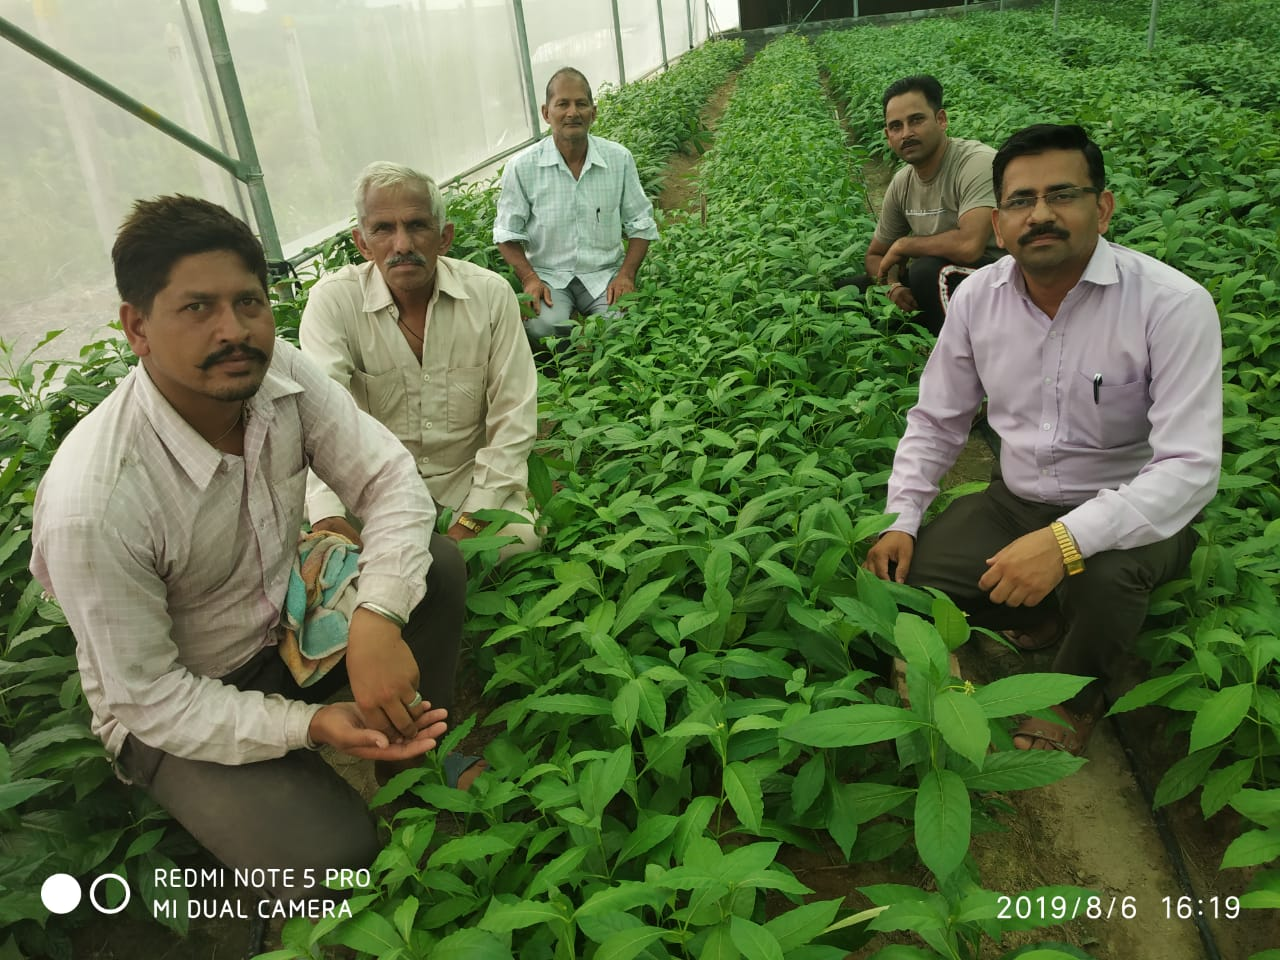 REDMI NOTE 5 PRO
MI DUAL CAMERA
2019/8/6 16:19